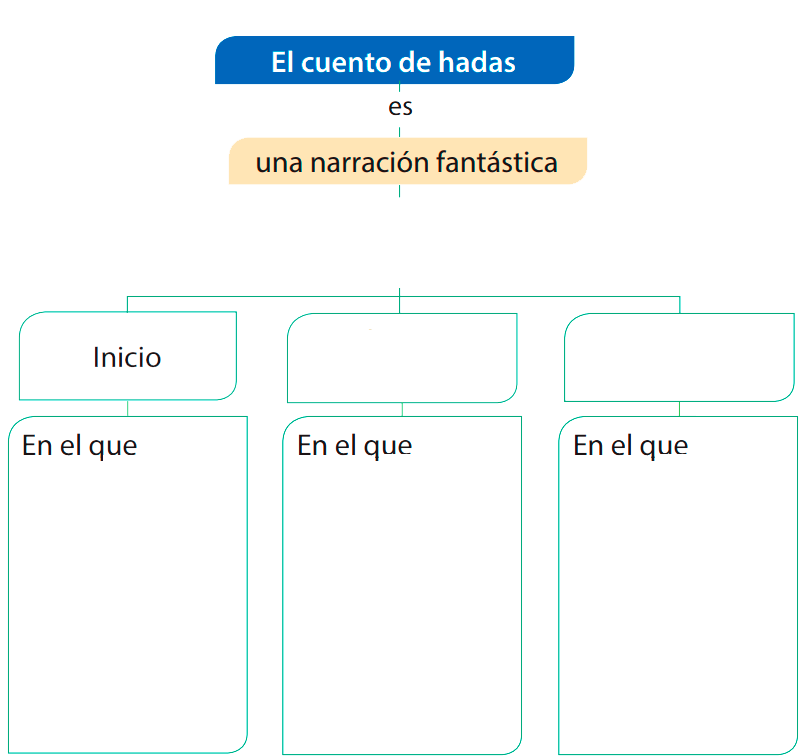 El cuento de hadas
es
una narración fantástica
Inicio
En el que
En el que
En el que